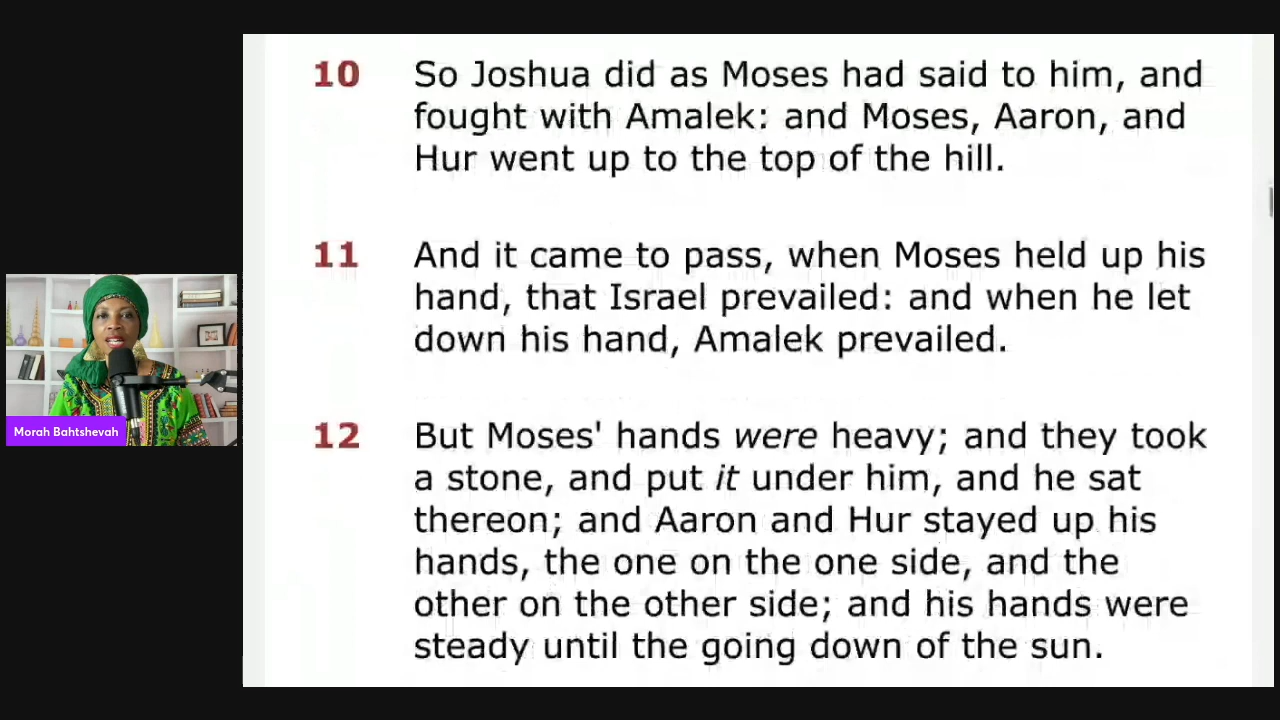 10 So Joshua did as Moses had said to him, and
fought with Amalek: and Moses, Aaron, and
Hur went up to the top of the hill.
11 And it came to pass, when Moses held up his
hand, that Israel prevailed: and when he let
down his hand, Amalek prevailed.
12 But Moses' hands were heavy; and they took
a stone, and put it under him, and he sat
thereon; and Aaron and Hur stayed up his
hands, the one on the one side, and the
other on the other side; and his hands were
steady until the going down of the sun.
Morah Bahtshevah